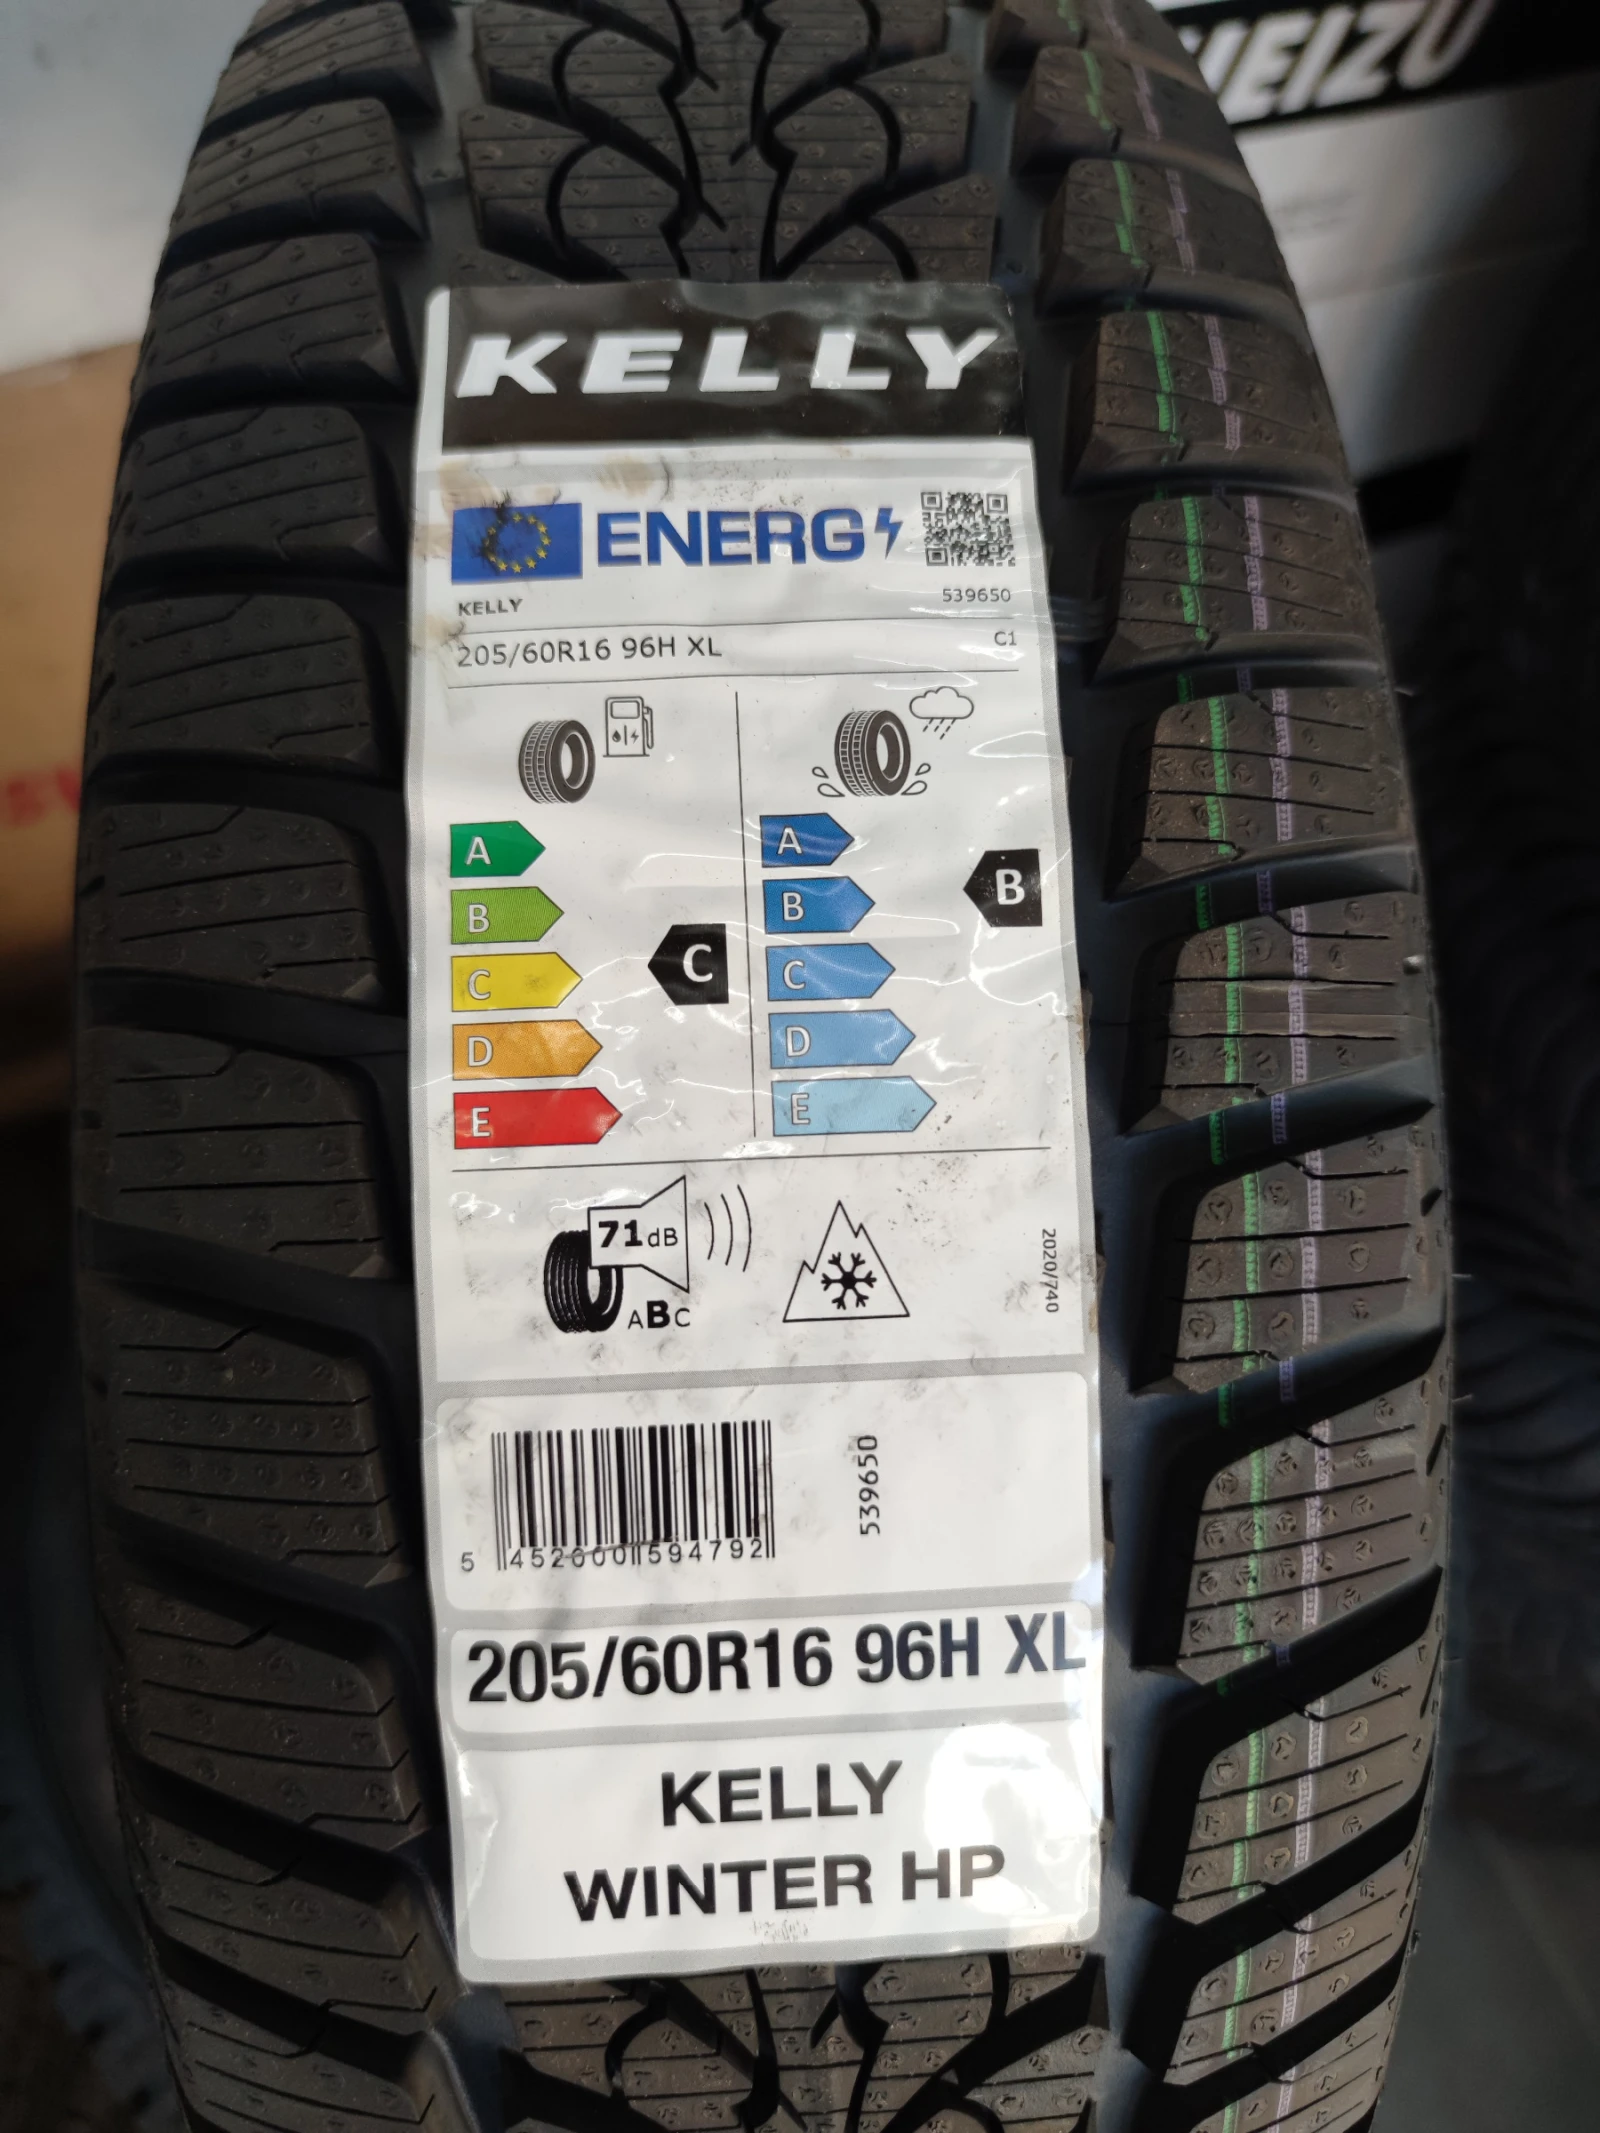 KELLY
ENERG
KELLY
539650
205/60R16 96H XL
C1
A
B
C
D
E
C
A
B
C
D
E
B
71dB
ABC
2020/740
5 452000 594792
539650
205/60R16 96H XL
KELLY
WINTER HP